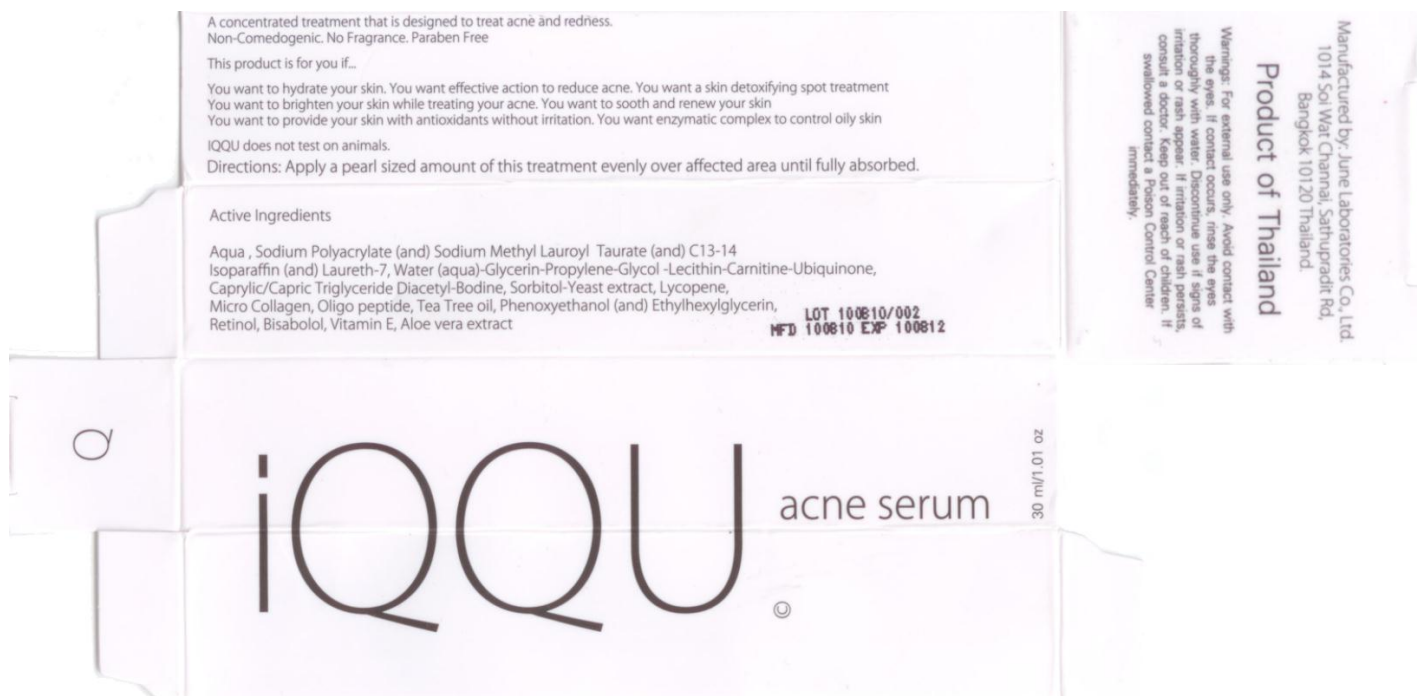 A concentrated treatment that is designed to treat acne and redness.
Non-Comedogenic. No Fragrance. Paraben Free
This product is for you if...
You want to hydrate your skin. You want effective action to reduce acne. You want a skin detoxifying spot treatment
You want to brighten your skin while treating your acne. You want to sooth and renew your skin
You want to provide your skin with antioxidants without irritation. You want enzymatic complex to control oily skin
IQQU does not test on animals.
Directions: Apply a pearl sized amount of this treatment evenly over affected area until fully absorbed.
Active Ingredients
Aqua , Sodium Polyacrylate (and) Sodium Methyl Lauroyl Taurate (and) C13-14
Isoparaffin (and) Laureth-7, Water (aqua)-Glycerin-Propylene-Glycol -Lecithin-Carnitine-Ubiquinone,
Caprylic/Capric Triglyceride Diacetyl-Bodine, Sorbitol-Yeast extract, Lycopene,
Micro Collagen, Oligo peptide, Tea Tree oil, Phenoxyethanol (and) Ethylhexylglycerin,
Retinol, Bisabolol, Vitamin E, Aloe vera extract
LOT 100810/002
MFD 100810 EXP 100812
Q
iQQU
acne serum
©
30 ml/1.01 oz
Manufactured by: June Laboratories Co., Ltd.
1014 Soi Wat Channai, Sathupradit Rd,
Bangkok 10120 Thailand.
Product of Thailand
Warnings: For external use only. Avoid contact with
the eyes. If contact occurs, rinse the eyes
thoroughly with water. Discontinue use if signs of
irritation or rash appear. If irritation or rash persists,
consult a doctor. Keep out of reach of children. If
swallowed contact a Poison Control Center
immediately.